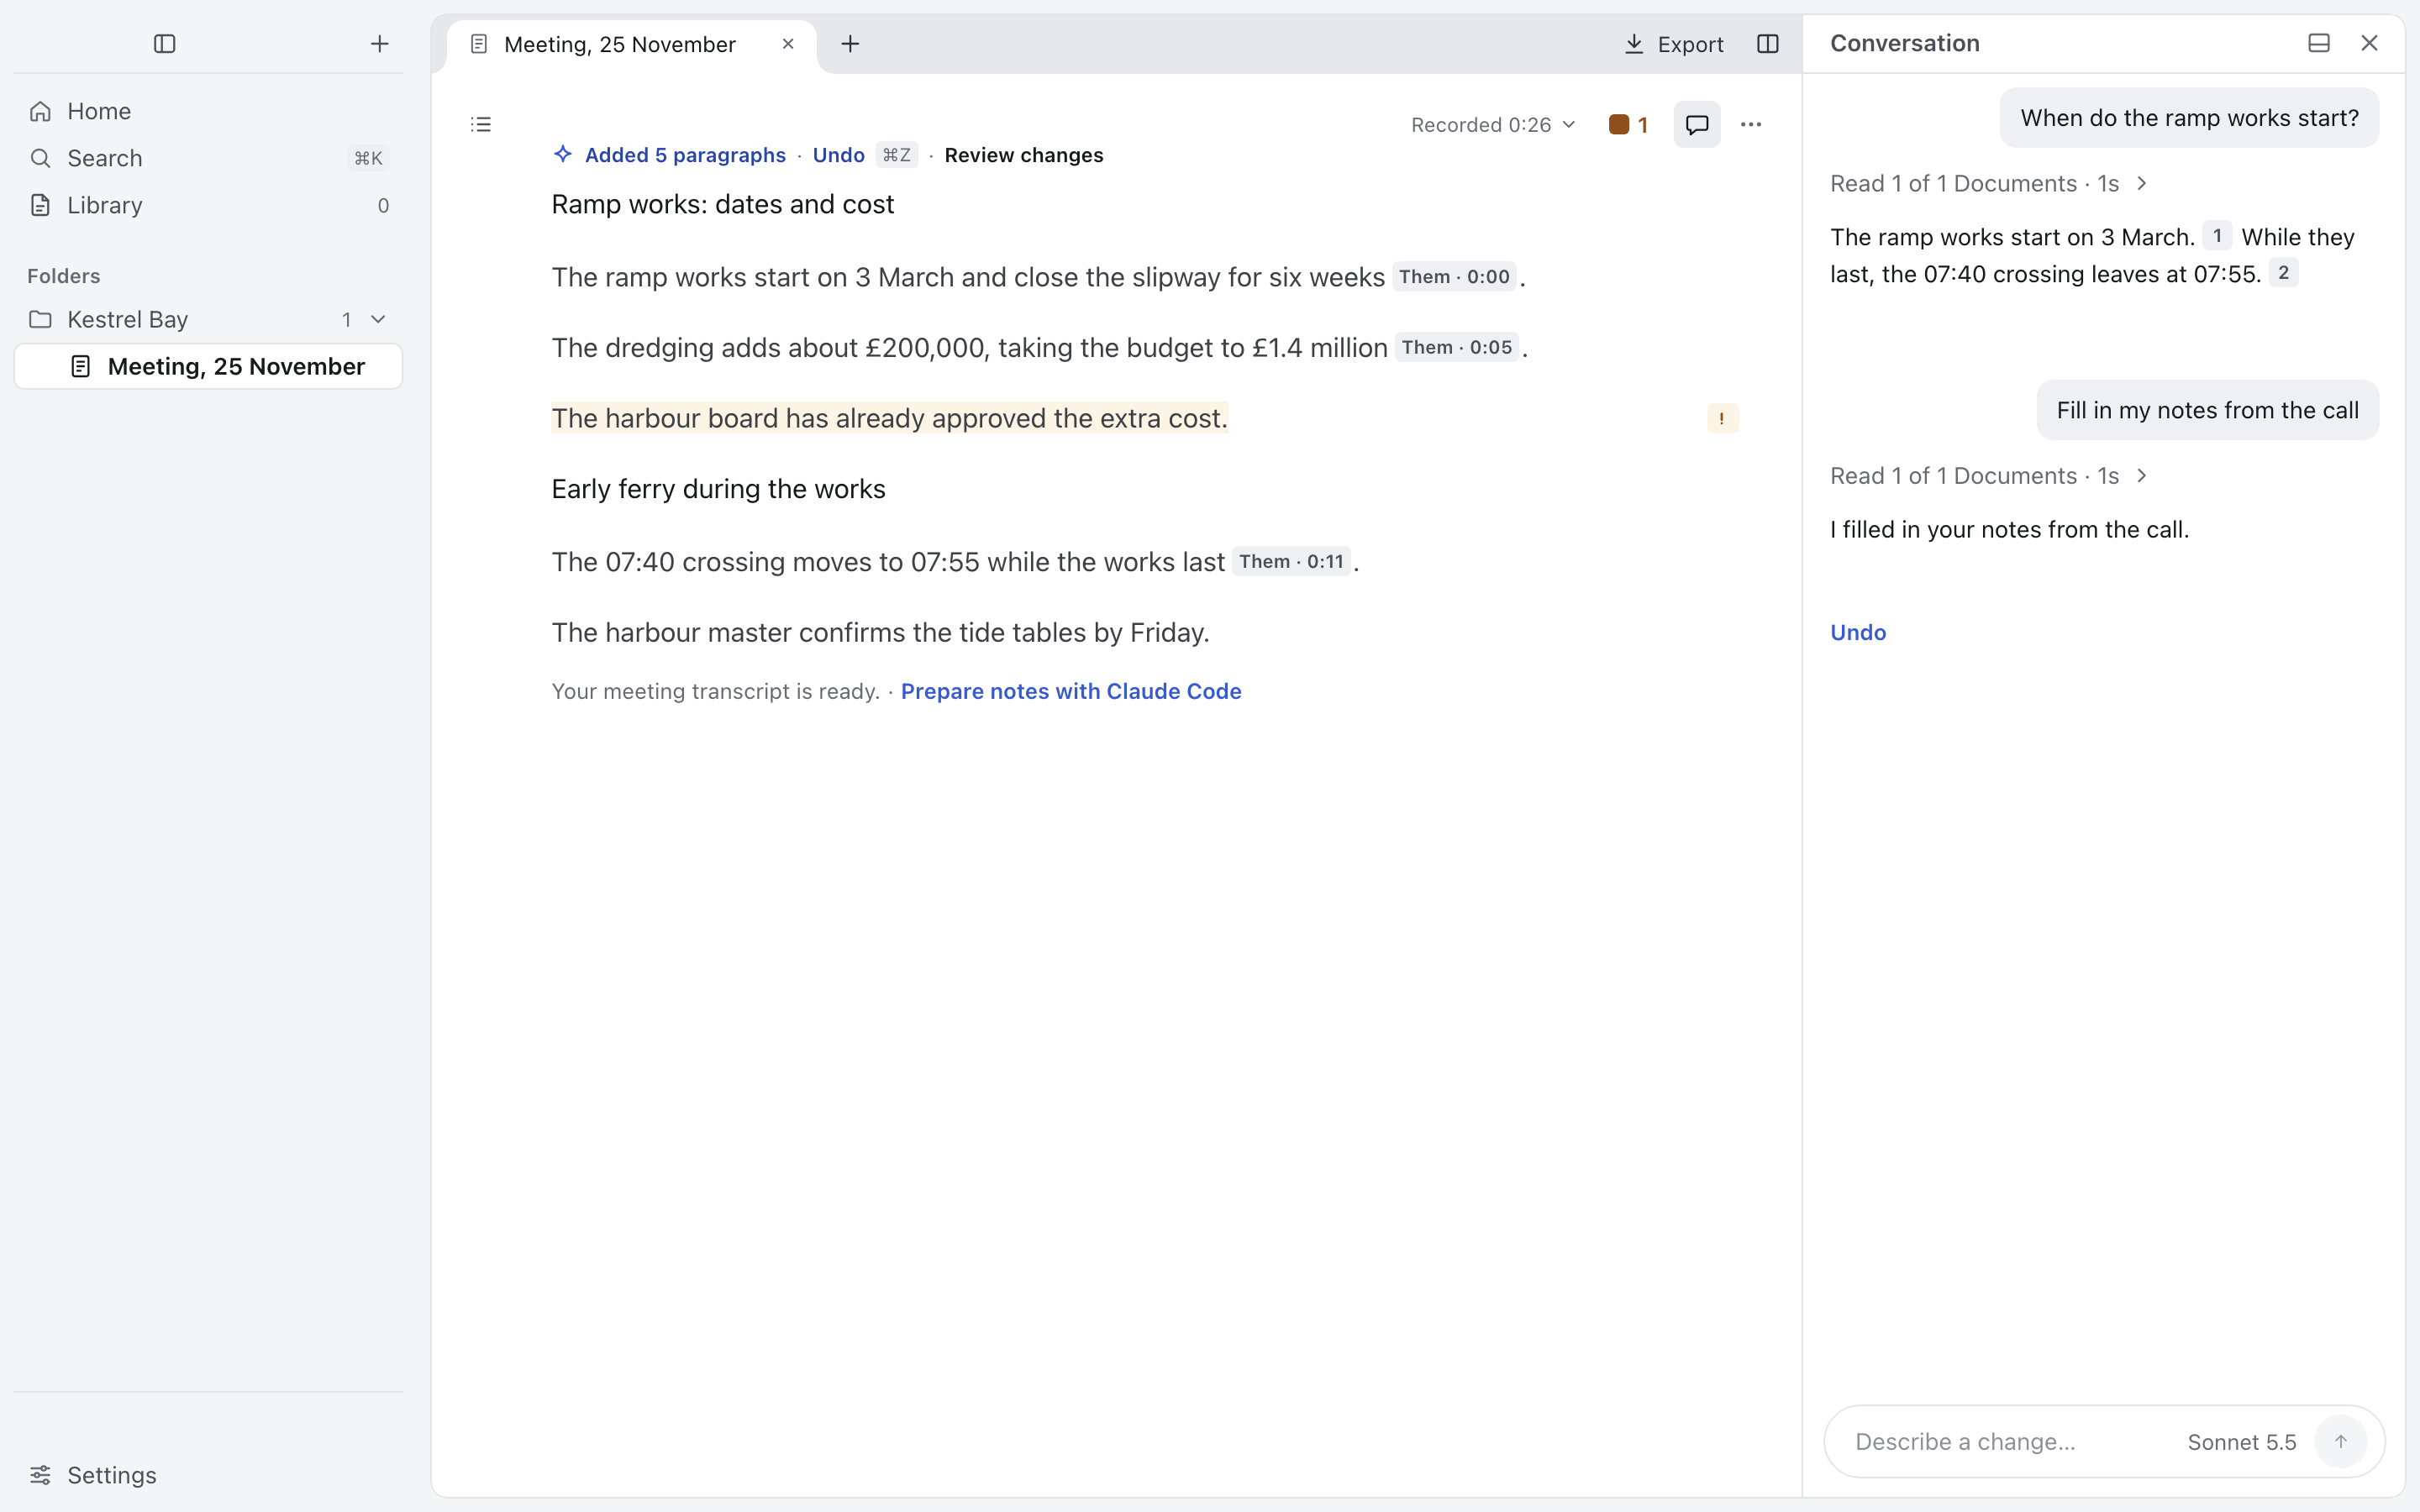 Home
Search ⌘K
Library 0
Folders
Kestrel Bay 1
Meeting, 25 November
Settings
Meeting, 25 November
Export
Recorded 0:26
1
Added 5 paragraphs · Undo ⌘Z · Review changes
Ramp works: dates and cost
The ramp works start on 3 March and close the slipway for six weeks Them · 0:00 .
The dredging adds about £200,000, taking the budget to £1.4 million Them · 0:05 .
The harbour board has already approved the extra cost. !
Early ferry during the works
The 07:40 crossing moves to 07:55 while the works last Them · 0:11 .
The harbour master confirms the tide tables by Friday.
Your meeting transcript is ready. · Prepare notes with Claude Code
Conversation
When do the ramp works start?
Read 1 of 1 Documents · 1s
The ramp works start on 3 March. 1 While they
last, the 07:40 crossing leaves at 07:55. 2
Fill in my notes from the call
Read 1 of 1 Documents · 1s
I filled in your notes from the call.
Undo
Describe a change... Sonnet 5.5